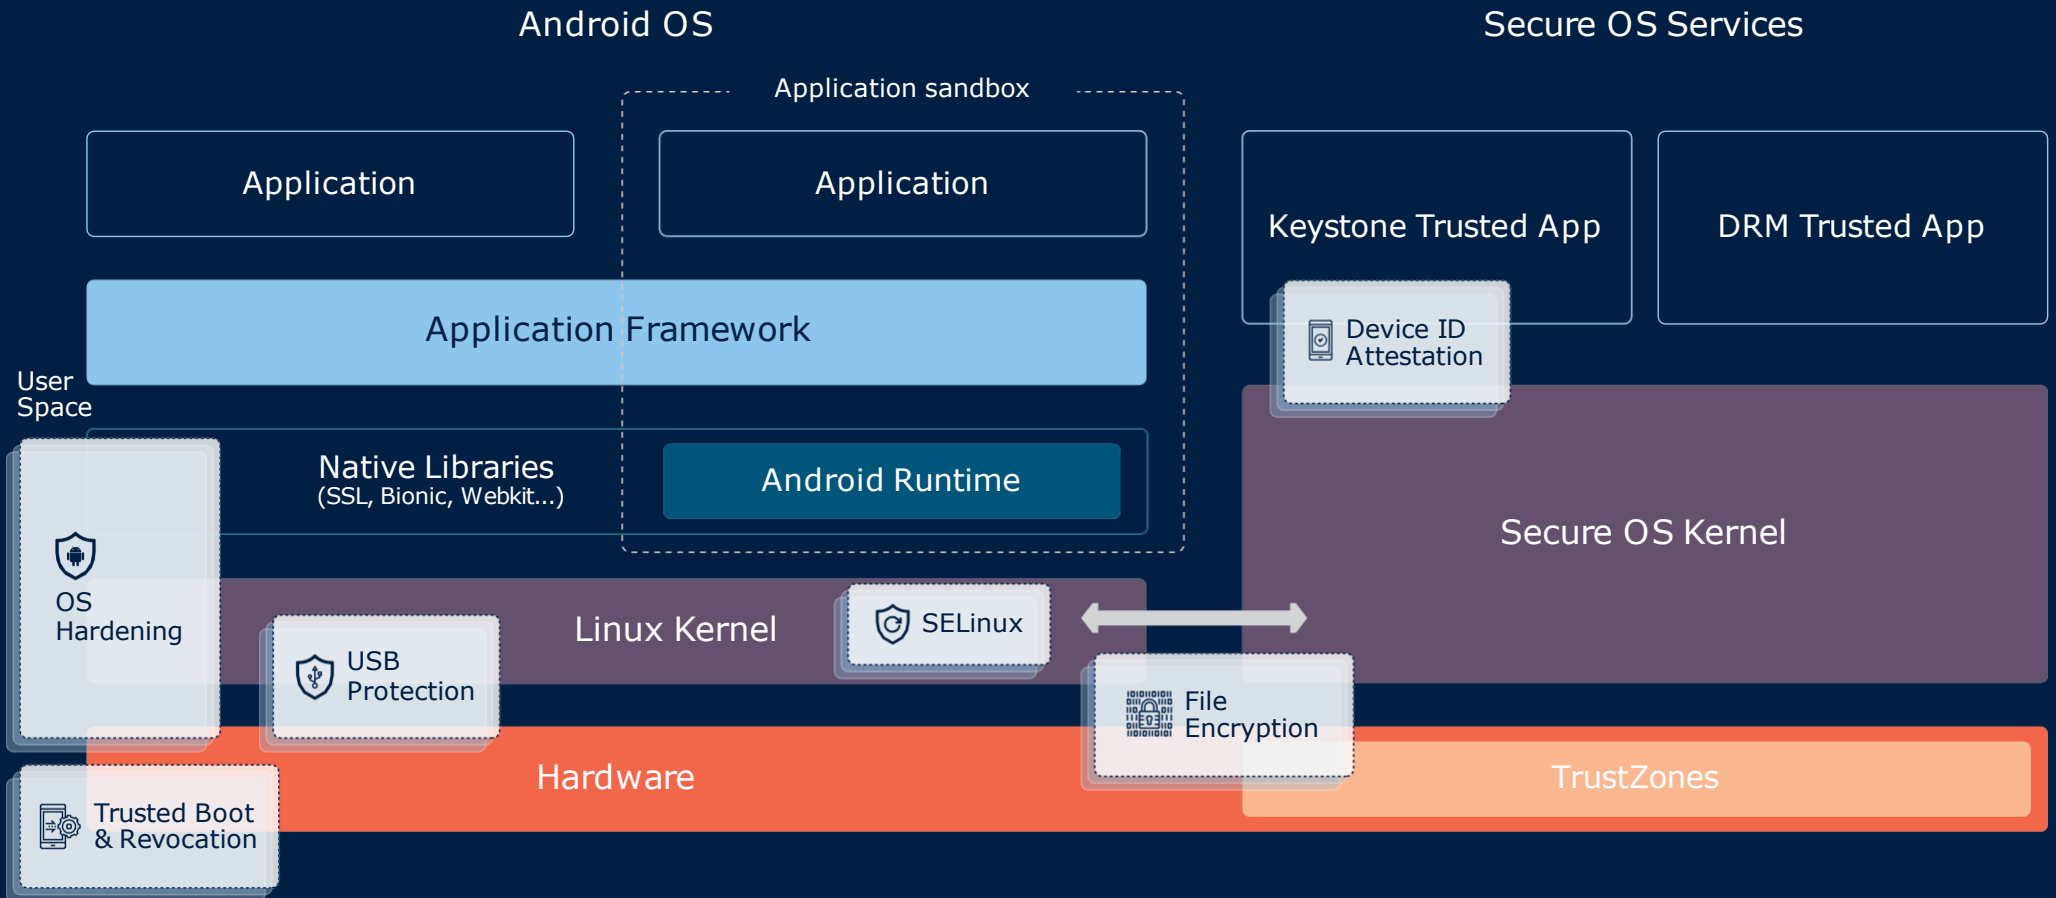 Android OS
Secure OS Services
Application sandbox
Application
Application
Keystone Trusted App
DRM Trusted App
Application Framework
Device ID
Attestation
User
Space
Native Libraries
(SSL, Bionic, Webkit...)
Android Runtime
Secure OS Kernel
OS
Hardening
Linux Kernel
SELinux
USB
Protection
File
Encryption
Hardware
TrustZones
Trusted Boot
& Revocation